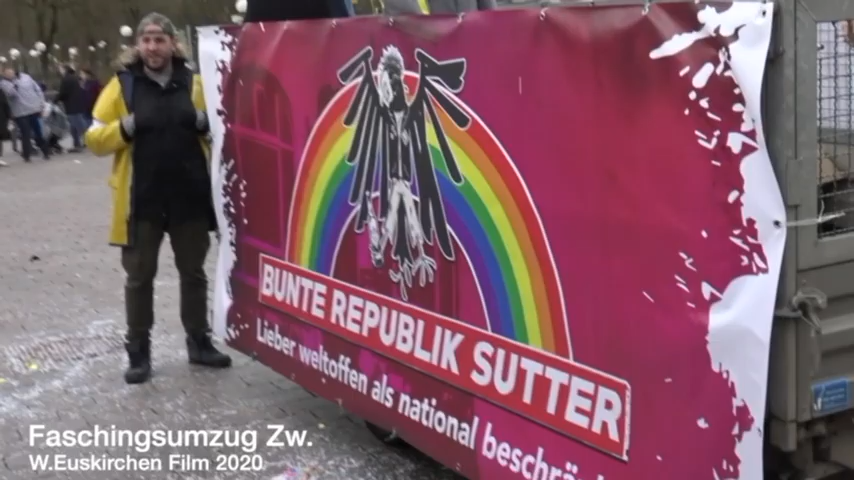 BUNTE REPUBLIK SUTTER
Lieber weltoffen als national
Faschingsumzug Zw.
W.Euskirchen Film 2020